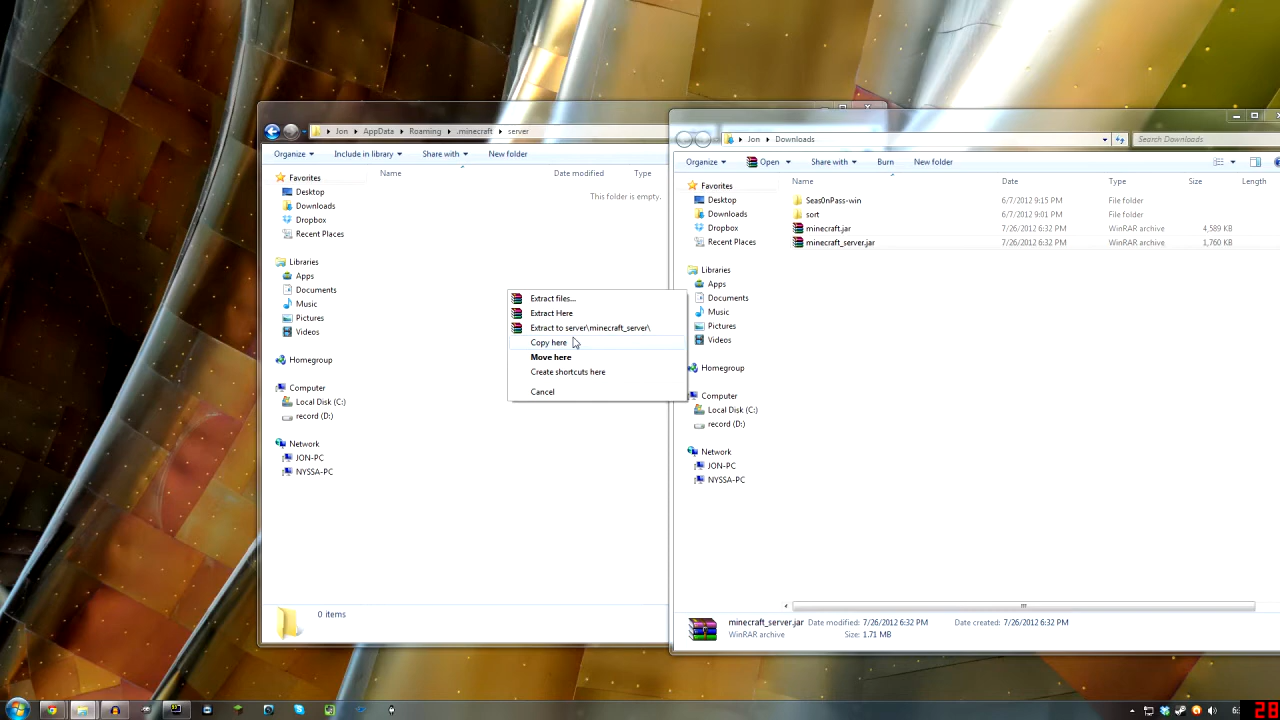 Jon AppData Roaming .minecraft server
Organize Include in library Share with New folder
Name Date modified Type
This folder is empty.
Favorites
Desktop
Downloads
Dropbox
Recent Places
Libraries
Apps
Documents
Music
Pictures
Videos
Homegroup
Computer
Local Disk (C:)
record (D:)
Network
JON-PC
NYSSA-PC
0 items
Extract files...
Extract Here
Extract to server\minecraft_server\
Copy here
Move here
Create shortcuts here
Cancel
Jon Downloads Search Downloads
Organize Open Share with Burn New folder
Name Date Type Size Length
Seas0nPass-win 6/7/2012 9:15 PM File folder
sort 6/7/2012 9:01 PM File folder
minecraft.jar 7/26/2012 6:32 PM WinRAR archive 4,589 KB
minecraft_server.jar 7/26/2012 6:32 PM WinRAR archive 1,760 KB
Favorites
Desktop
Downloads
Dropbox
Recent Places
Libraries
Apps
Documents
Music
Pictures
Videos
Homegroup
Computer
Local Disk (C:)
record (D:)
Network
JON-PC
NYSSA-PC
minecraft_server.jar Date modified: 7/26/2012 6:32 PM Date created: 7/26/2012 6:32 PM
WinRAR archive Size: 1.71 MB
28